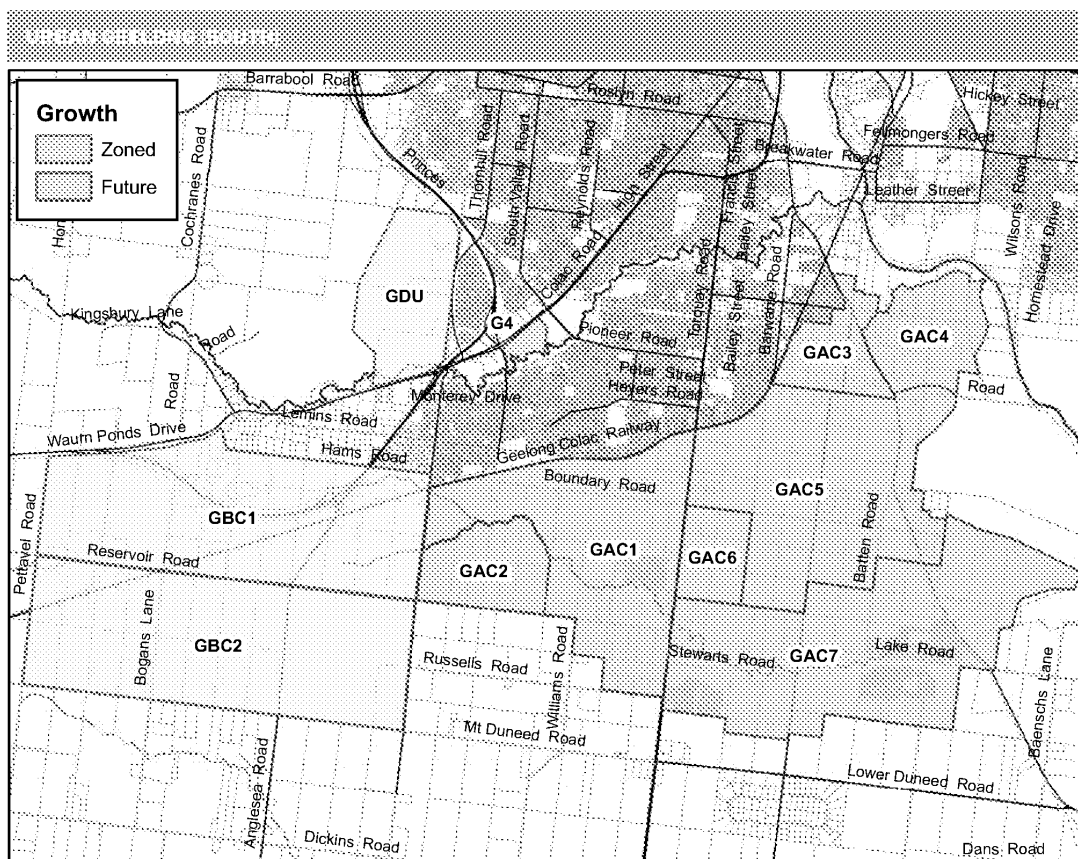 URBAN GEELONG (SOUTH)
Growth
Zoned
Future
Barrabool Road
Cochranes Road
Princes
Thornhill Road
South Valley Road
Reynolds Road
Roslyn Road
High Street
Colac Road
Francis Street
Bailey Street
Breakwater Road
Hickey Street
Fellmongers Road
Leather Street
Wilsons Road
Homestead Drive
Kingsbury Lane
Road
Road
GDU
G4
Pioneer Road
Torquay Road
Bailey Street
Barwarre Road
GAC3
GAC4
Road
Peter Street
Heyers Road
Monterey Drive
Lemins Road
Waurn Ponds Drive
Hams Road
Geelong Colac Railway
Boundary Road
Pettavel Road
GBC1
GAC5
Reservoir Road
GAC1
GAC6
Batten Road
GAC2
Bogans Lane
GBC2
Russells Road
Williams Road
Stewarts Road
GAC7
Lake Road
Baenschs Lane
Mt Duneed Road
Anglesea Road
Lower Duneed Road
Dickins Road
Dans Road